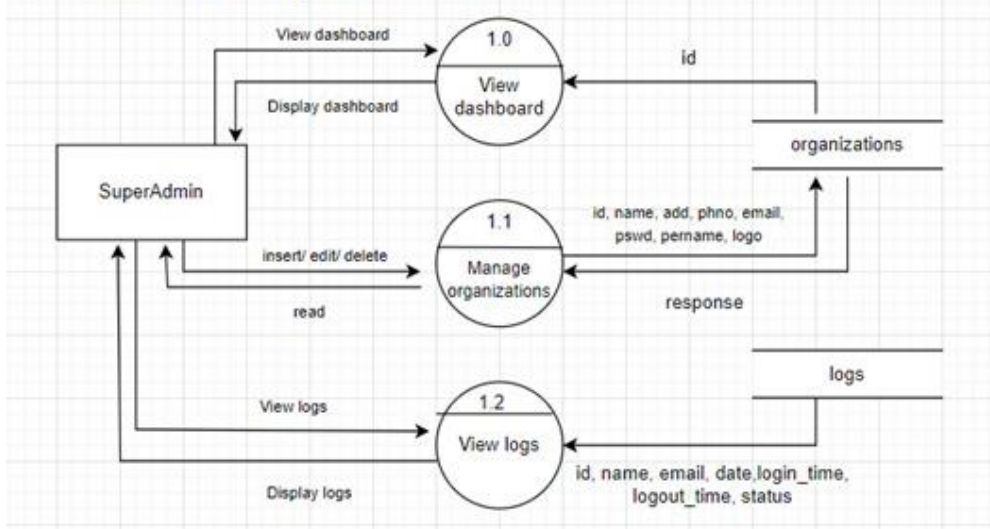 View dashboard
1.0
View
dashboard
id
Display dashboard
organizations
SuperAdmin
id, name, add, phno, email,
pswd, pername, logo
1.1
Manage
organizations
insert/ edit/ delete
read
response
logs
View logs
1.2
View logs
id, name, email, date,login_time,
logout_time, status
Display logs